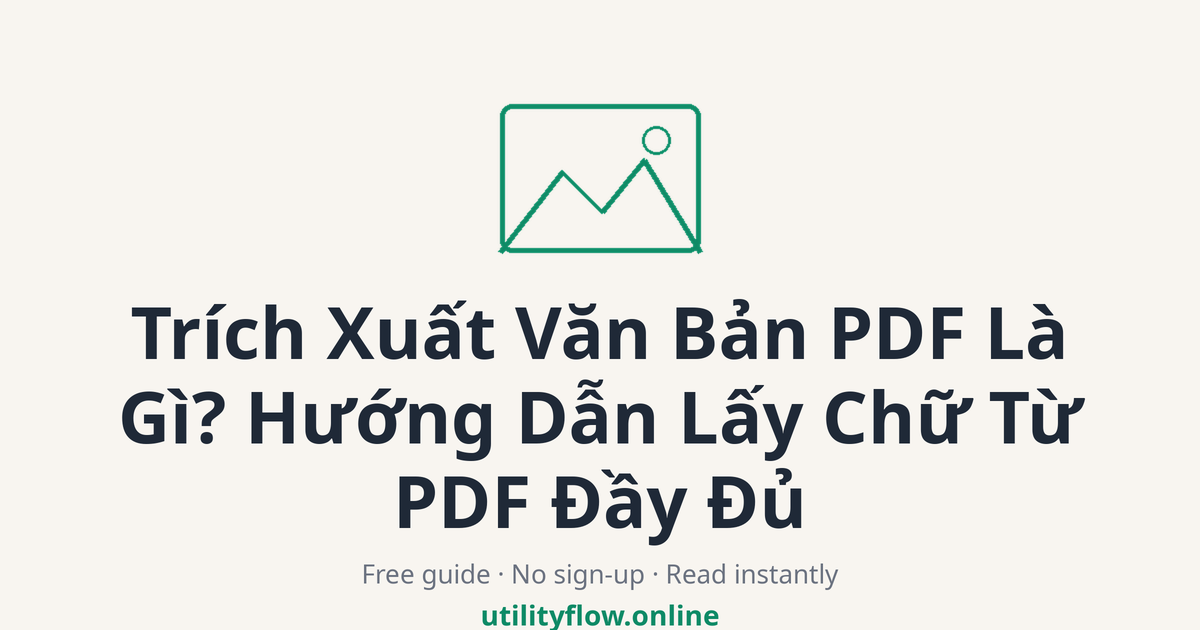 Trích Xuất Văn Bản PDF Là
Gì? Hướng Dẫn Lấy Chữ Từ
PDF Đầy Đủ
Free guide · No sign-up · Read instantly
utilityflow.online